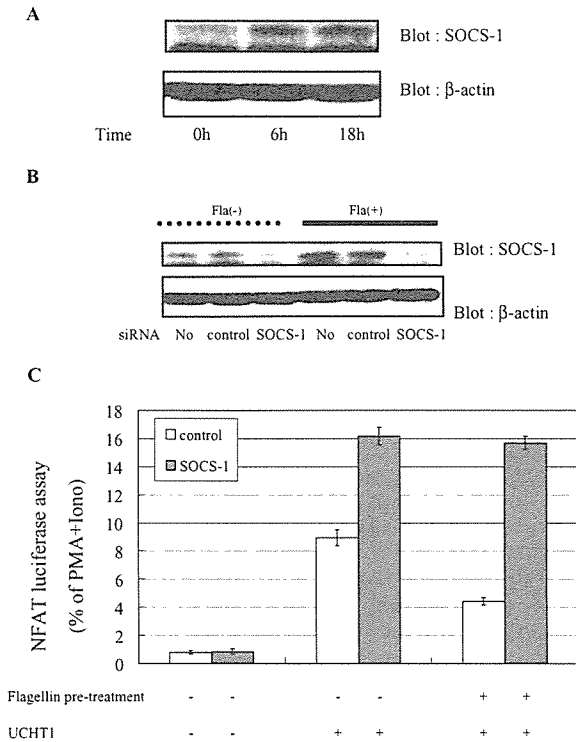 A
Blot : SOCS-1
Blot : β-actin
Time 0h 6h 18h
B
Fla(-) Fla(+)
Blot : SOCS-1
Blot : β-actin
siRNA No control SOCS-1 No control SOCS-1
C
NFAT luciferase assay
(% of PMA+Iono)
18
16
14
12
10
8
6
4
2
0
control
SOCS-1
Flagellin pre-treatment - - - - + +
UCHT1 - - + + + +